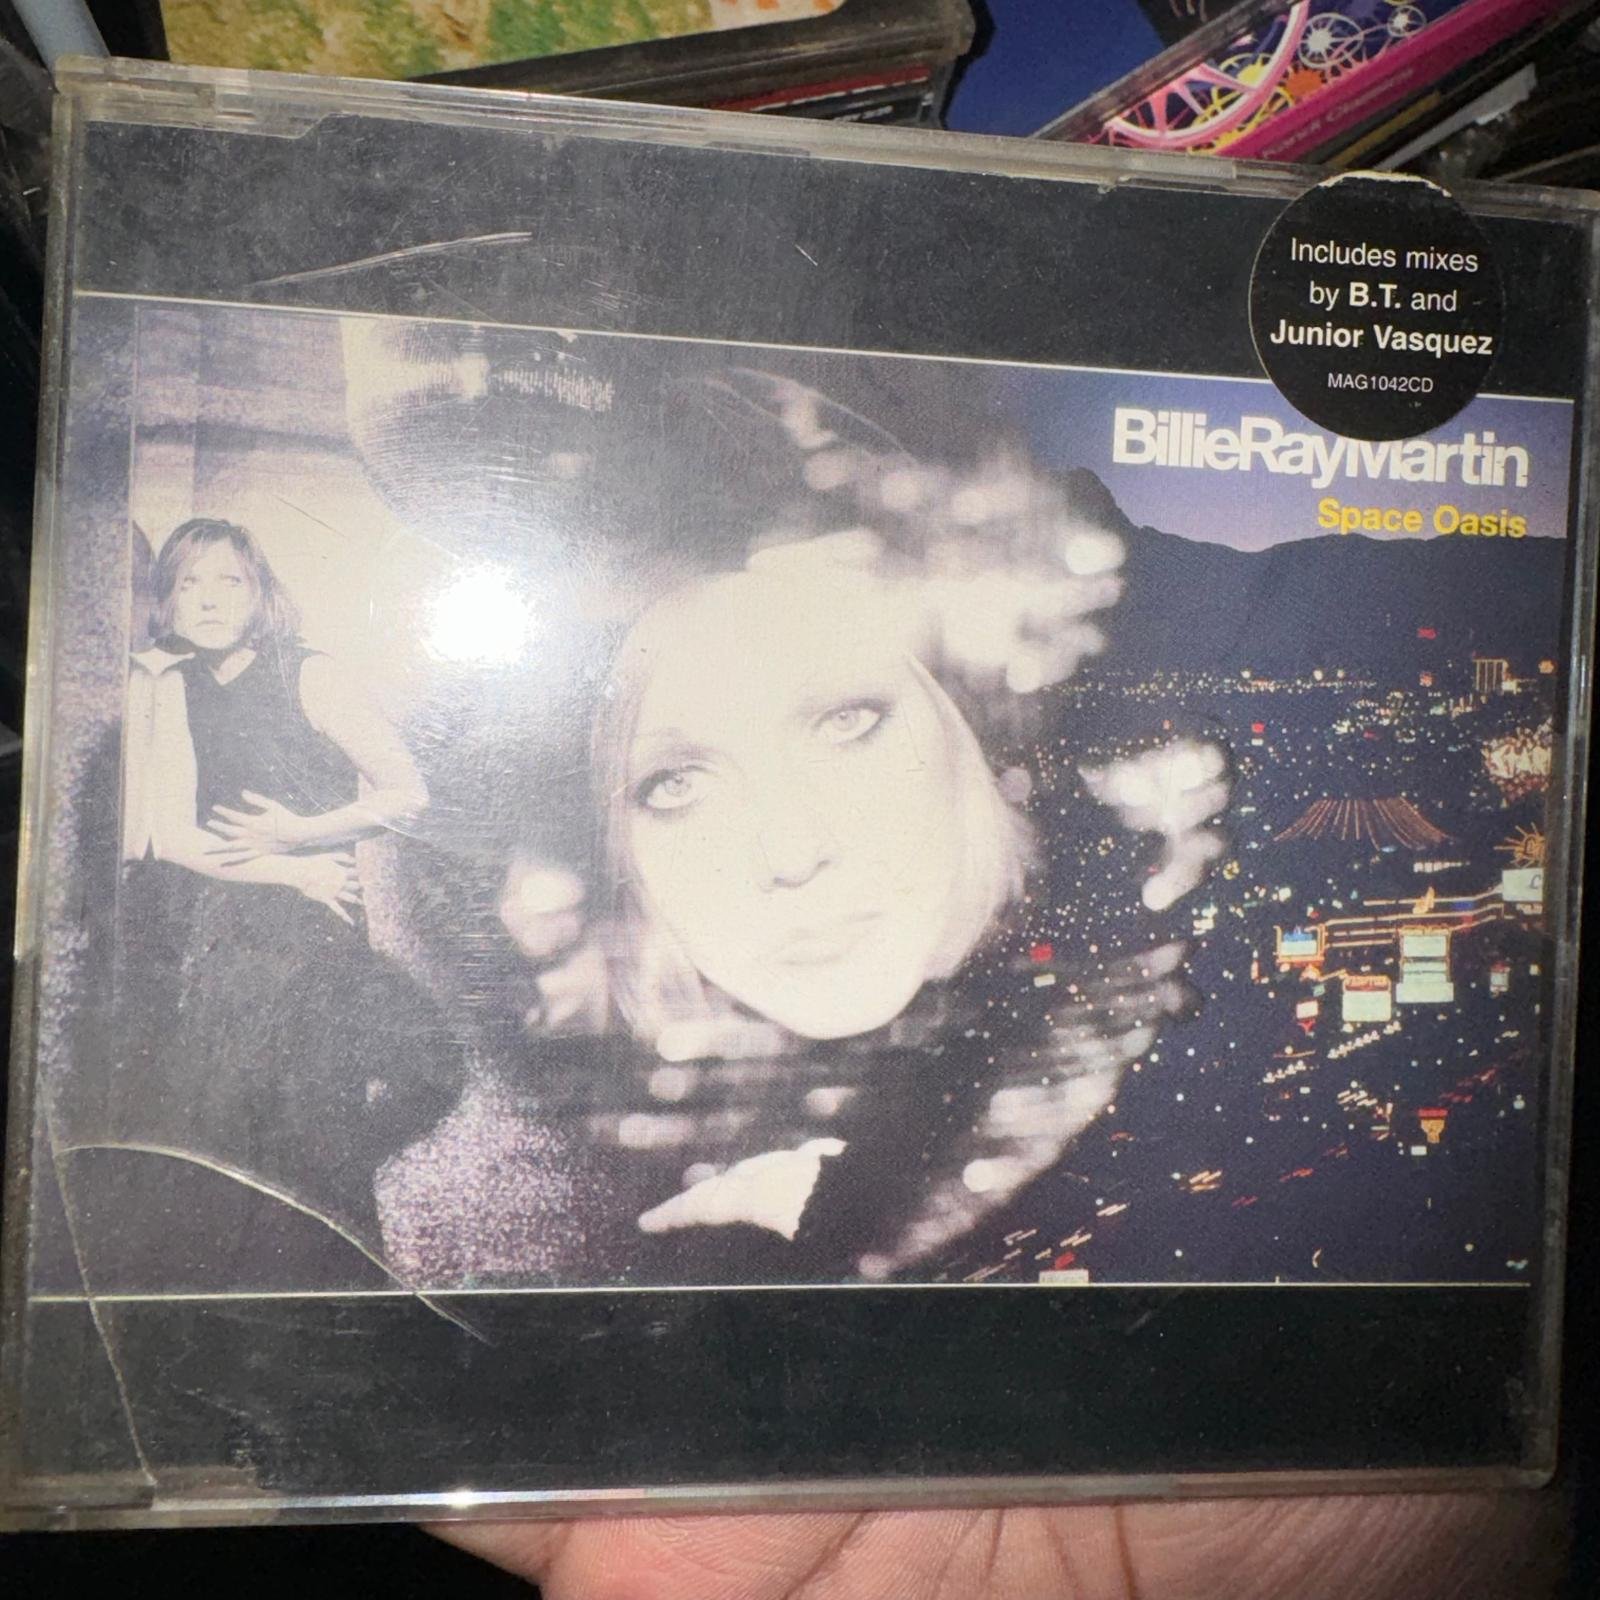 Includes mixes
by B.T. and
Junior Vasquez
MAG1042CD
BillieRayMartin
Space Oasis